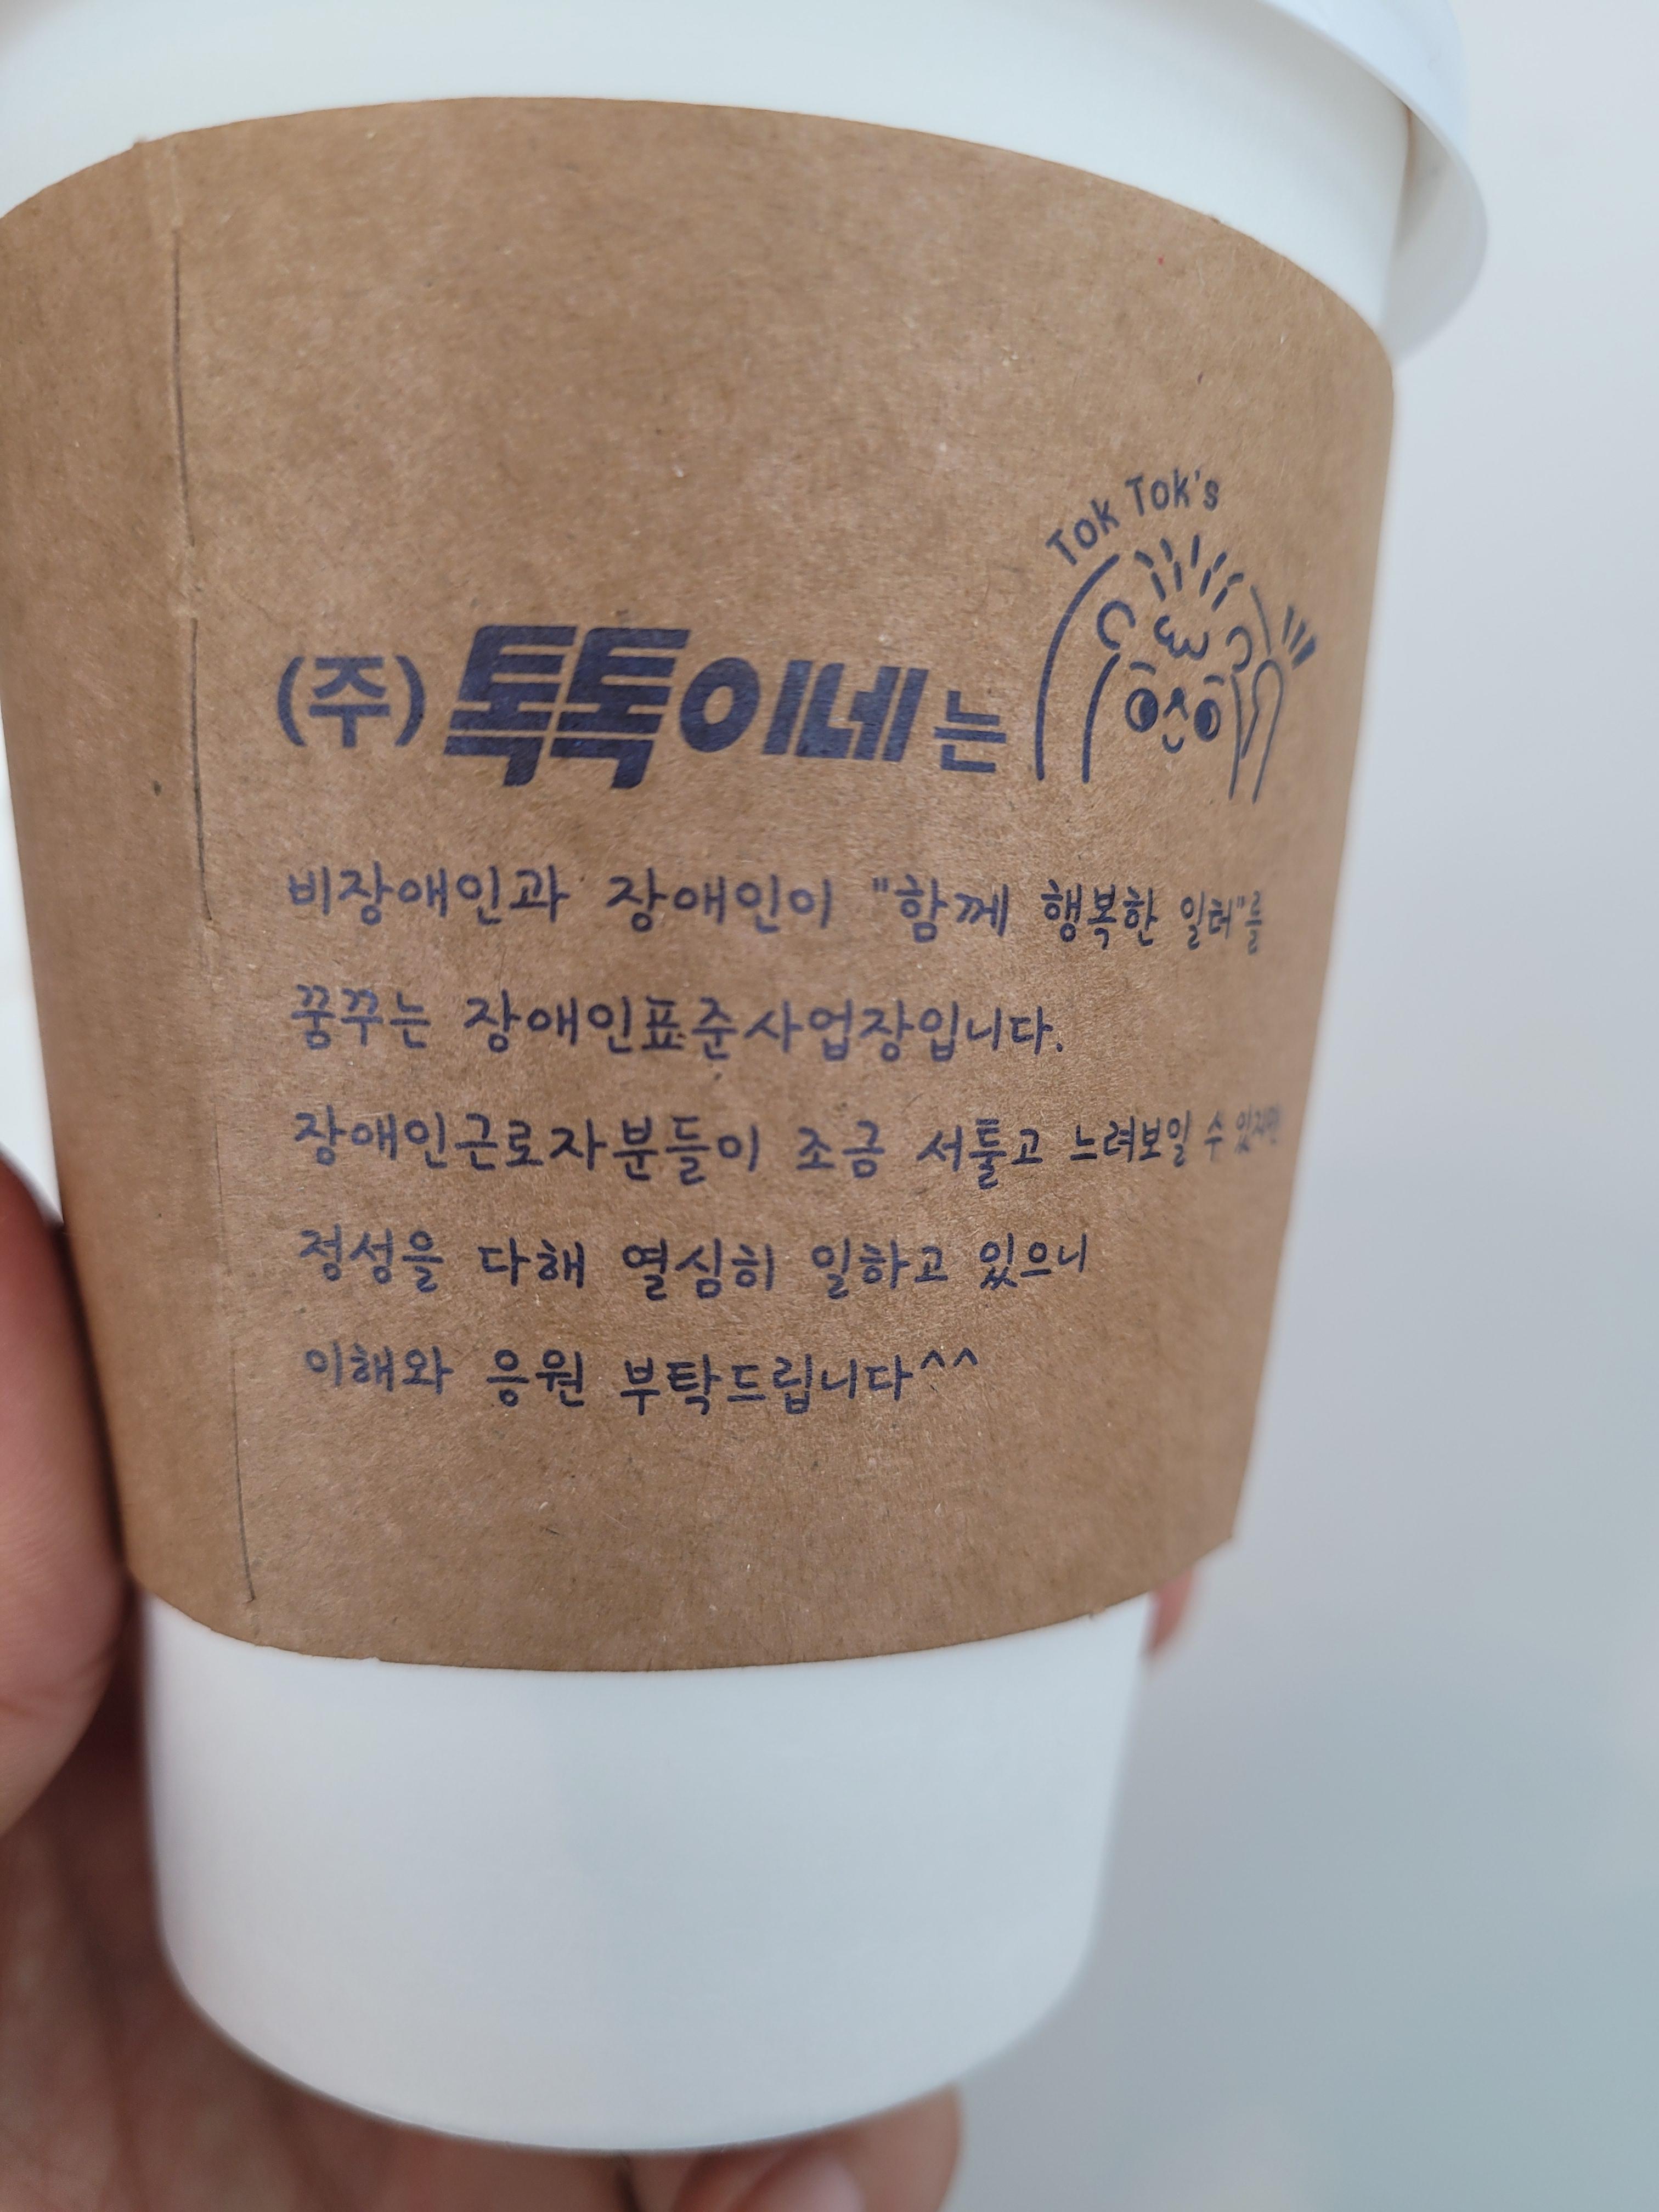 Tok Tok's
(주) 톡톡이네 는
비장애인과 장애인이 "함께 행복한 일터"를
꿈꾸는 장애인표준사업장입니다.
장애인근로자분들이 조금 서툴고 느려보일 수 있지만
정성을 다해 열심히 일하고 있으니
이해와 응원 부탁드립니다^^